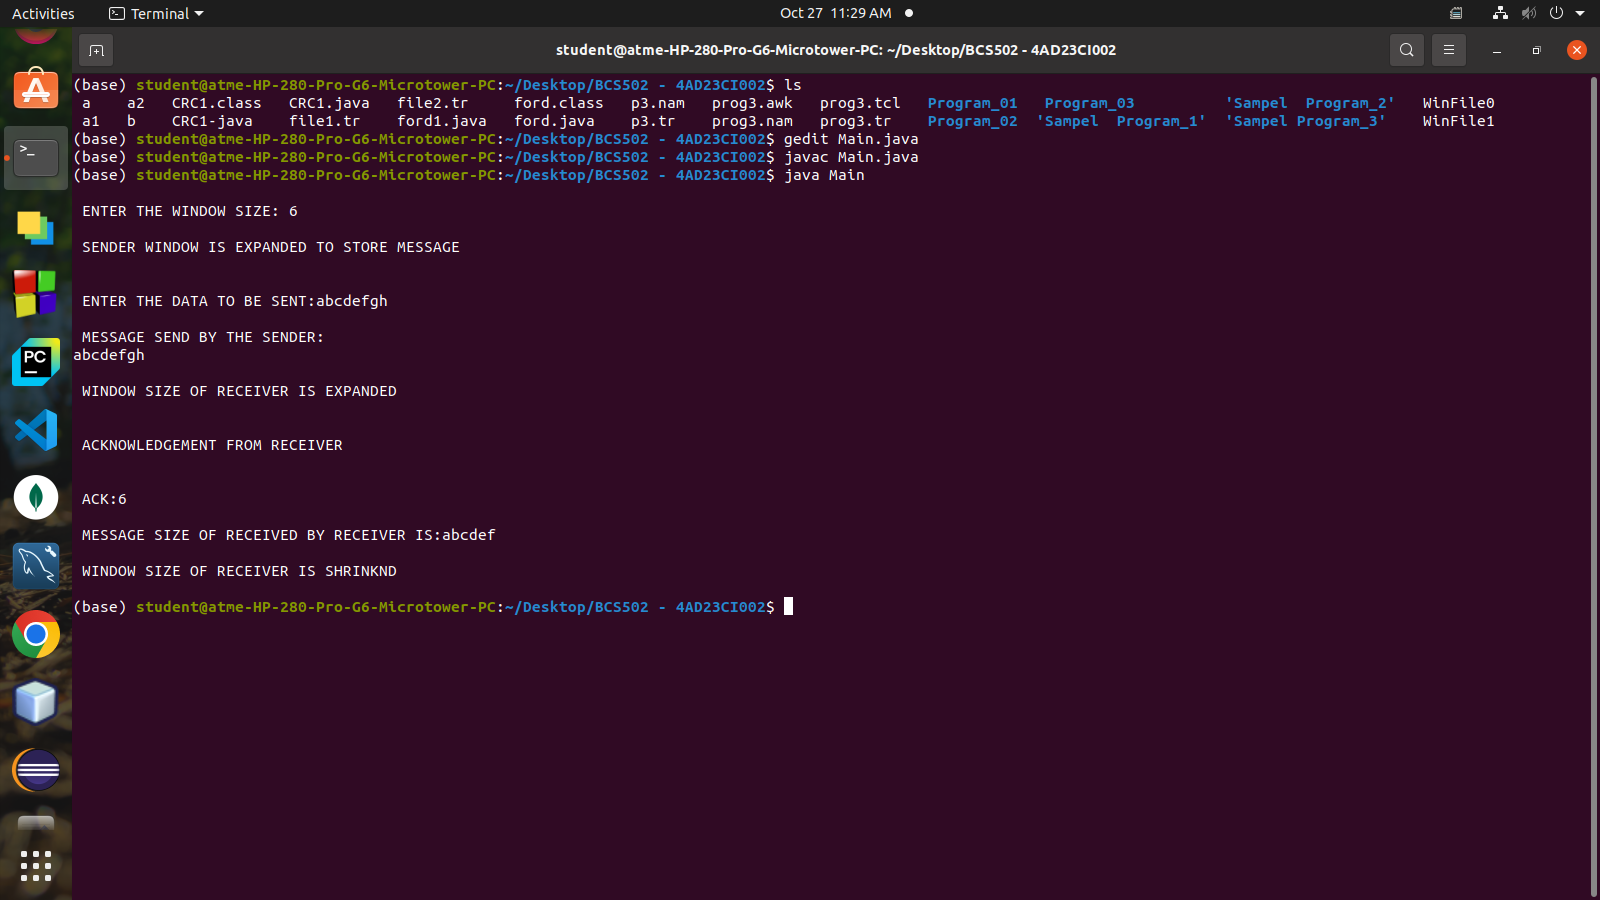 Activities Terminal Oct 27 11:29 AM
student@atme-HP-280-Pro-G6-Microtower-PC: ~/Desktop/BCS502 - 4AD23CI002
(base) student@atme-HP-280-Pro-G6-Microtower-PC:~/Desktop/BCS502 - 4AD23CI002$ ls
a a2 CRC1.class CRC1.java file2.tr ford.class p3.nam prog3.awk prog3.tcl Program_01 Program_03 'Sampel  Program_2' WinFile0
a1 b CRC1-java file1.tr ford1.java ford.java p3.tr prog3.nam prog3.tr Program_02 'Sampel  Program_1' 'Sampel Program_3' WinFile1
(base) student@atme-HP-280-Pro-G6-Microtower-PC:~/Desktop/BCS502 - 4AD23CI002$ gedit Main.java
(base) student@atme-HP-280-Pro-G6-Microtower-PC:~/Desktop/BCS502 - 4AD23CI002$ javac Main.java
(base) student@atme-HP-280-Pro-G6-Microtower-PC:~/Desktop/BCS502 - 4AD23CI002$ java Main
ENTER THE WINDOW SIZE: 6
SENDER WINDOW IS EXPANDED TO STORE MESSAGE
ENTER THE DATA TO BE SENT:abcdefgh
MESSAGE SEND BY THE SENDER:
abcdefgh
WINDOW SIZE OF RECEIVER IS EXPANDED
ACKNOWLEDGEMENT FROM RECEIVER
ACK:6
MESSAGE SIZE OF RECEIVED BY RECEIVER IS:abcdef
WINDOW SIZE OF RECEIVER IS SHRINKND
(base) student@atme-HP-280-Pro-G6-Microtower-PC:~/Desktop/BCS502 - 4AD23CI002$
>_
PC